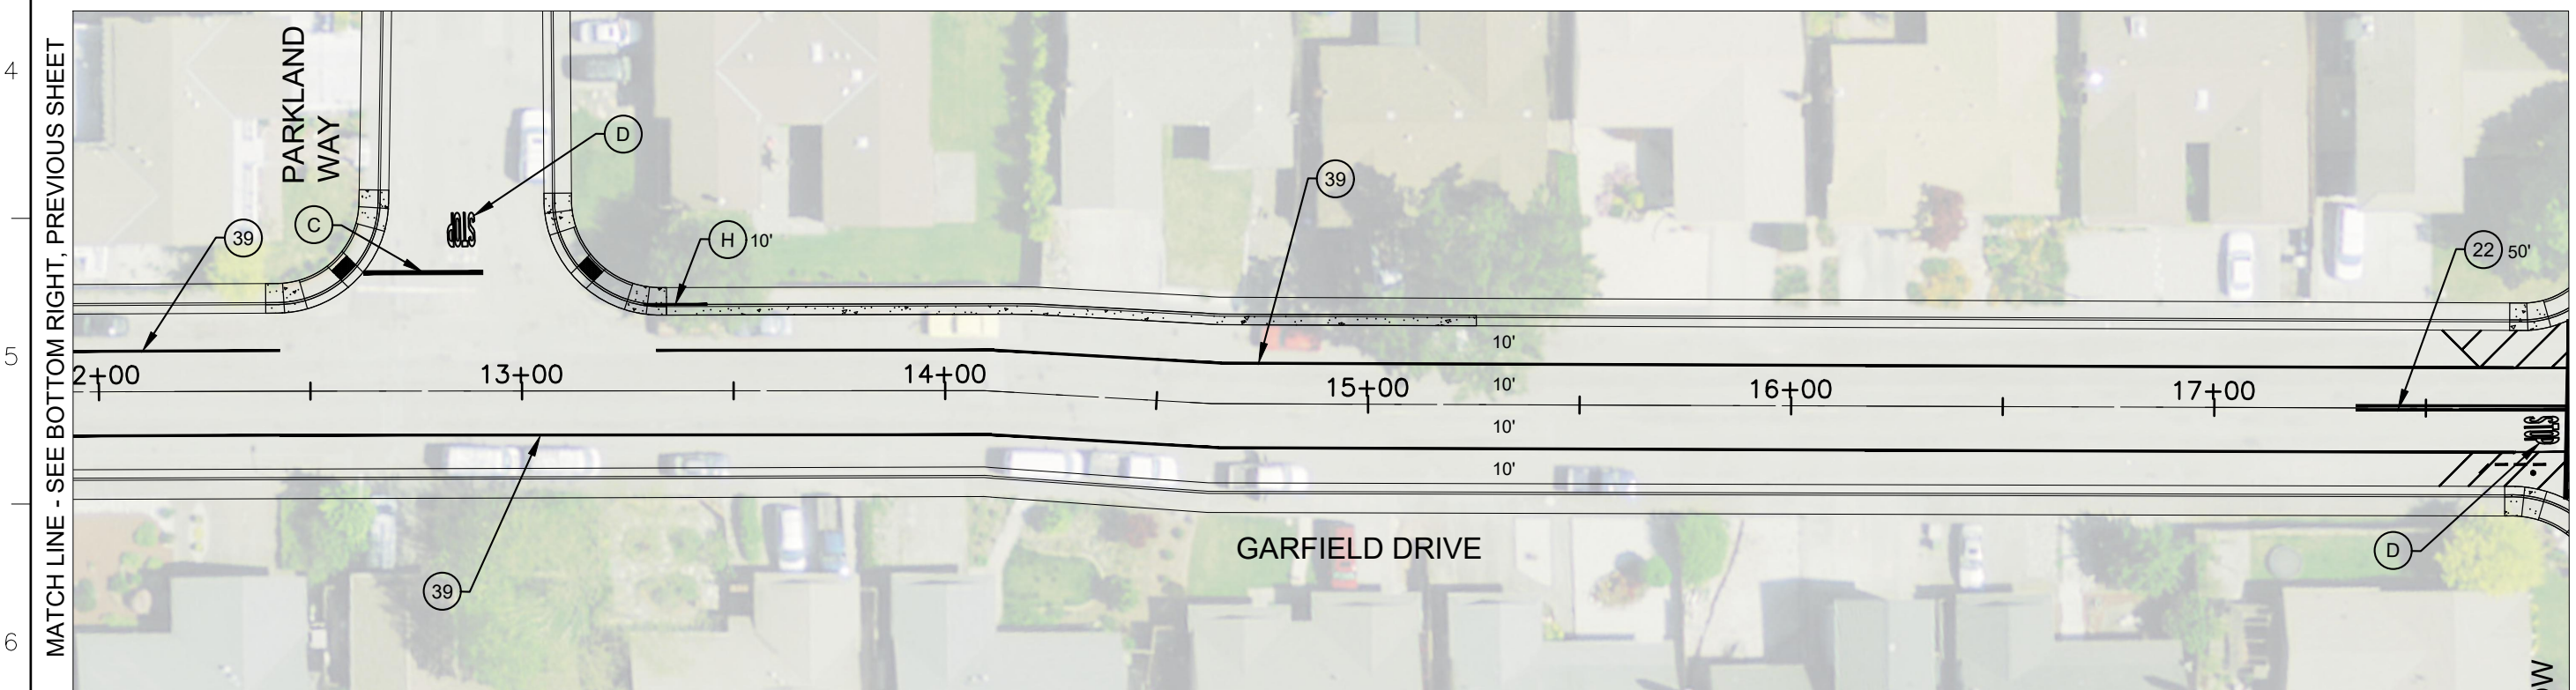 4
5
6
MATCH LINE - SEE BOTTOM RIGHT, PREVIOUS SHEET
PARKLAND
WAY
D
STOP
C
39
H 10'
39
22 50'
10'
10'
10'
10'
2+00
13+00
14+00
15+00
16+00
17+00
STOP
39
GARFIELD DRIVE
D
OW